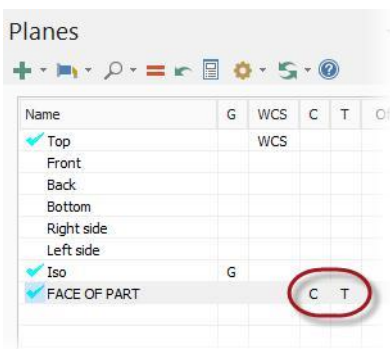 Planes
Name G WCS C T O
Top WCS
Front
Back
Bottom
Right side
Left side
Iso G
FACE OF PART C T